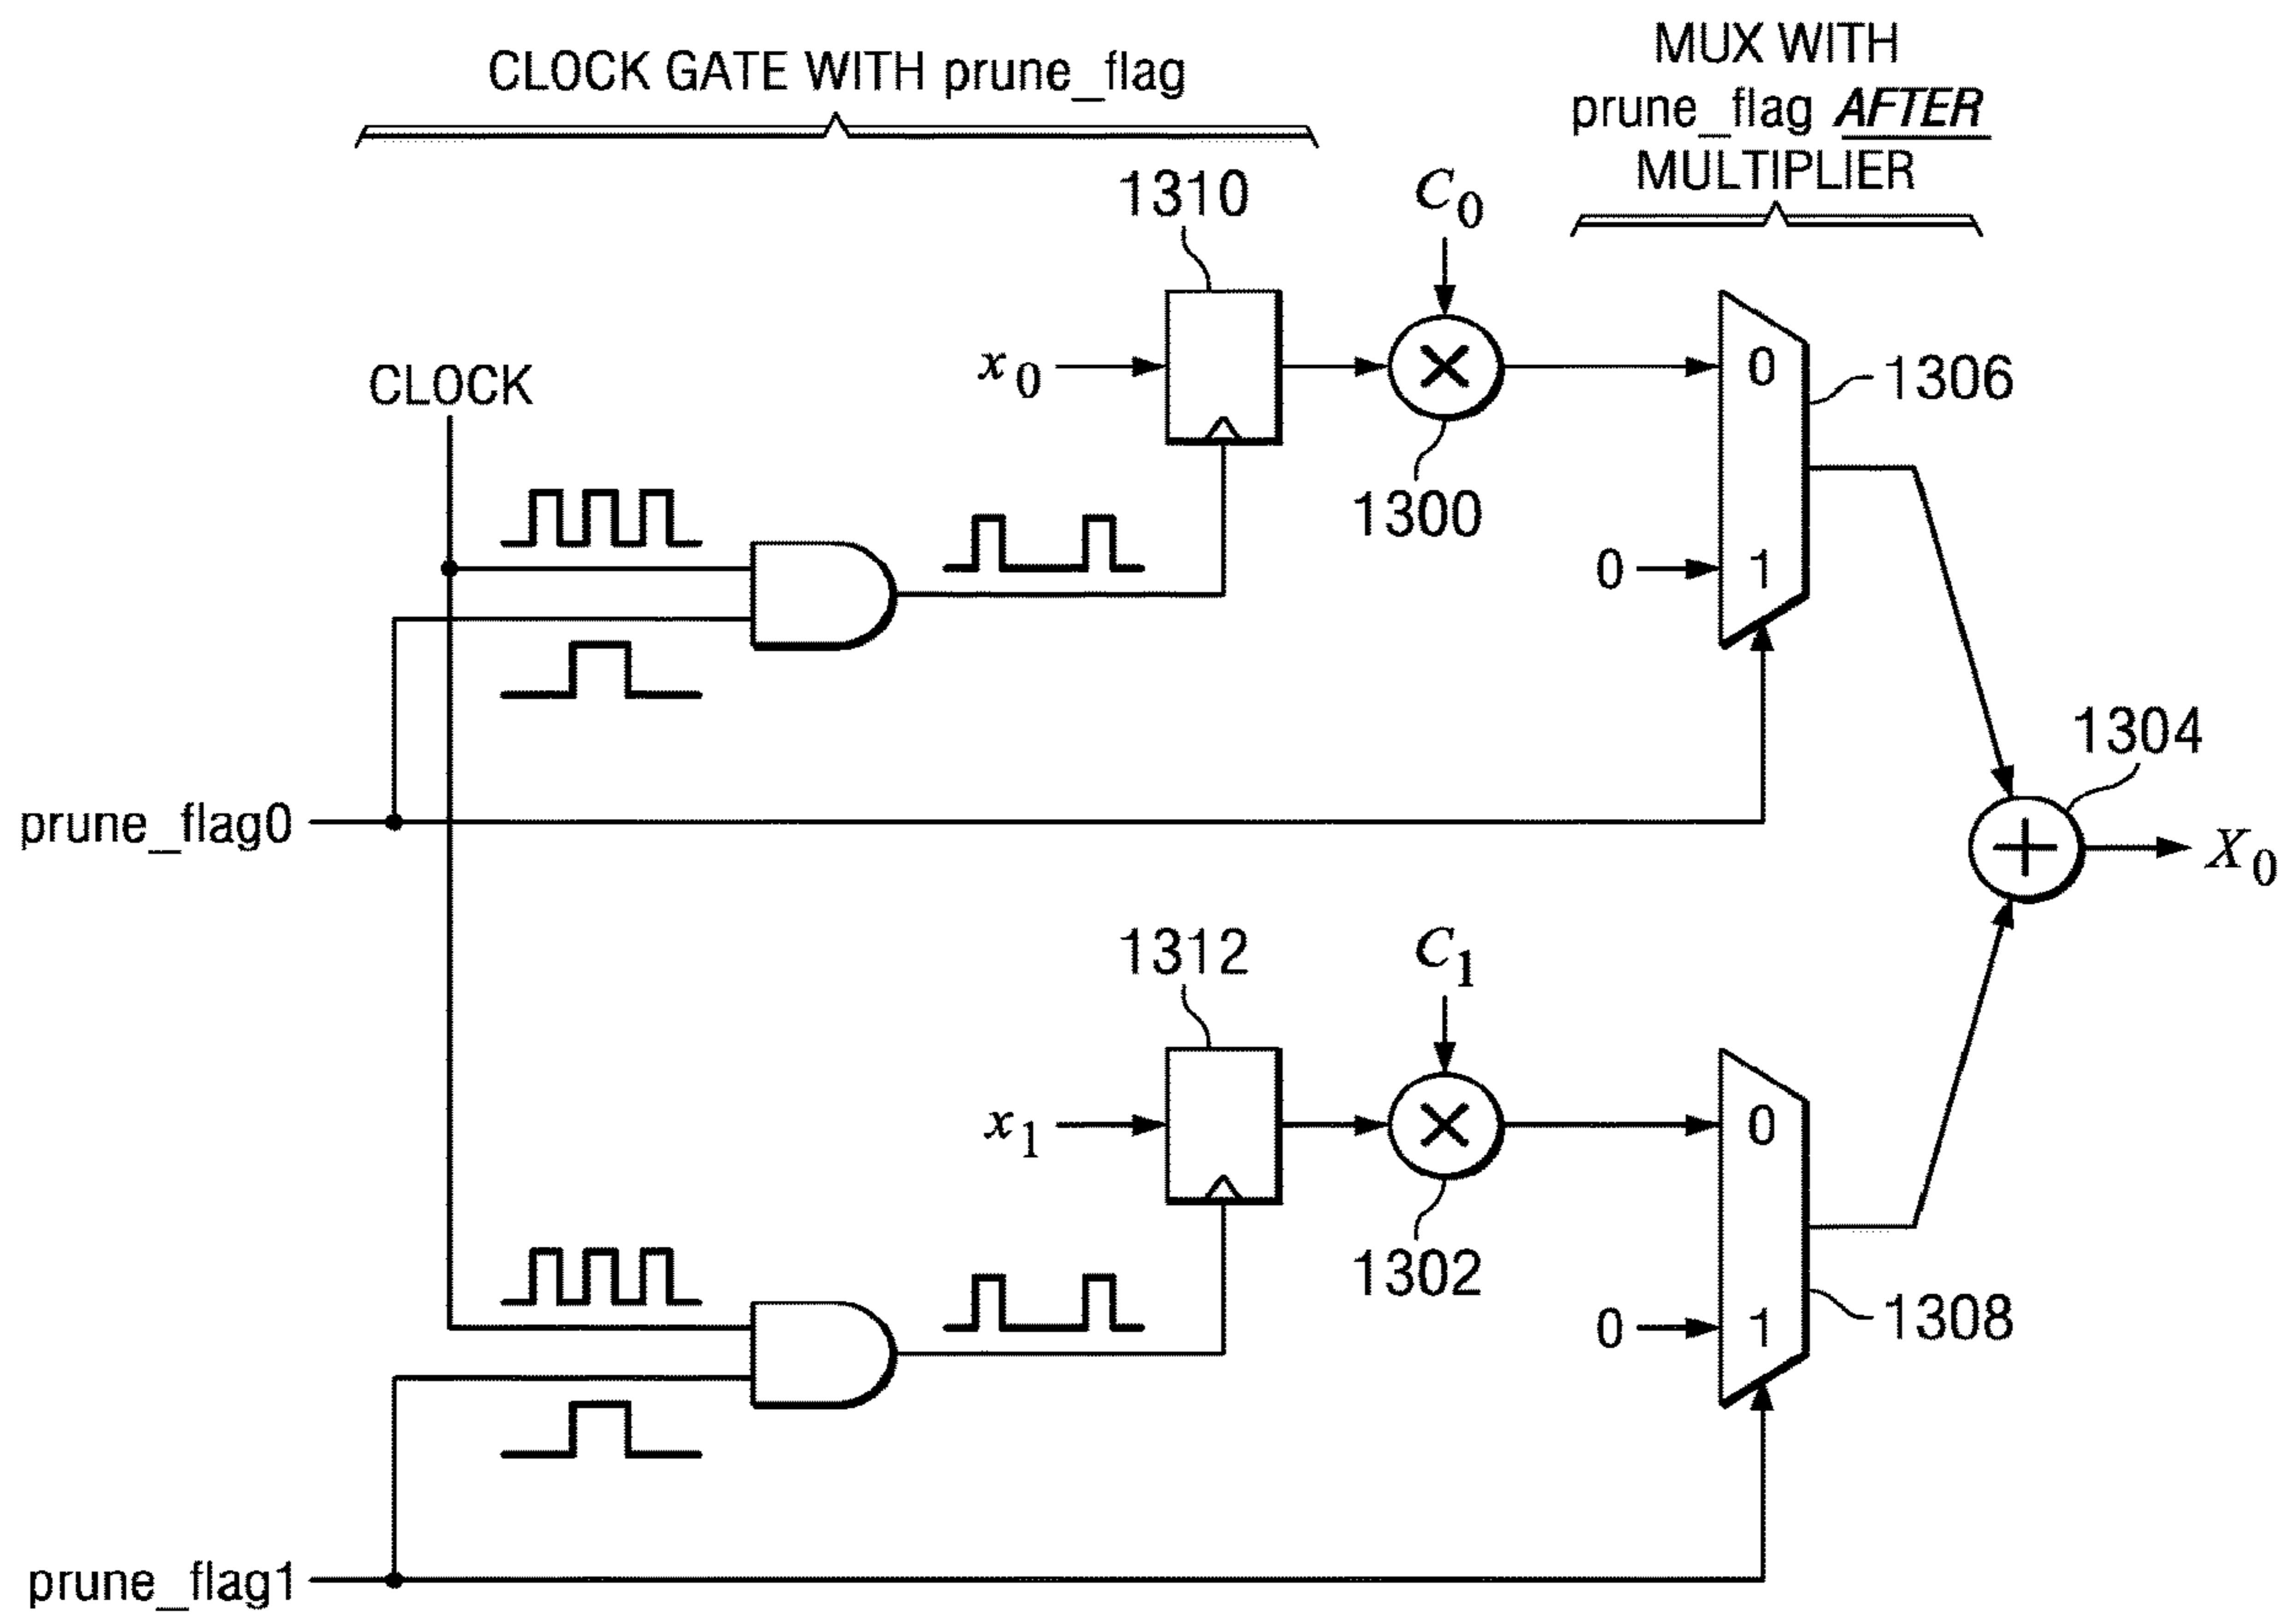 CLOCK GATE WITH prune_flag
MUX WITH
prune_flag AFTER
MULTIPLIER
1310
C0
x0
0
1306
CLOCK
1300
0
1
1304
prune_flag0
X0
1312
C1
x1
0
1302
0
1
1308
prune_flag1